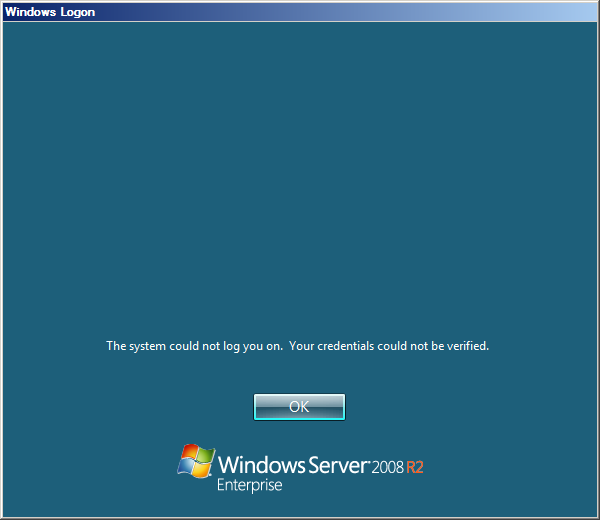 Windows Logon
The system could not log you on.  Your credentials could not be verified.
OK
Windows Server 2008 R2
Enterprise